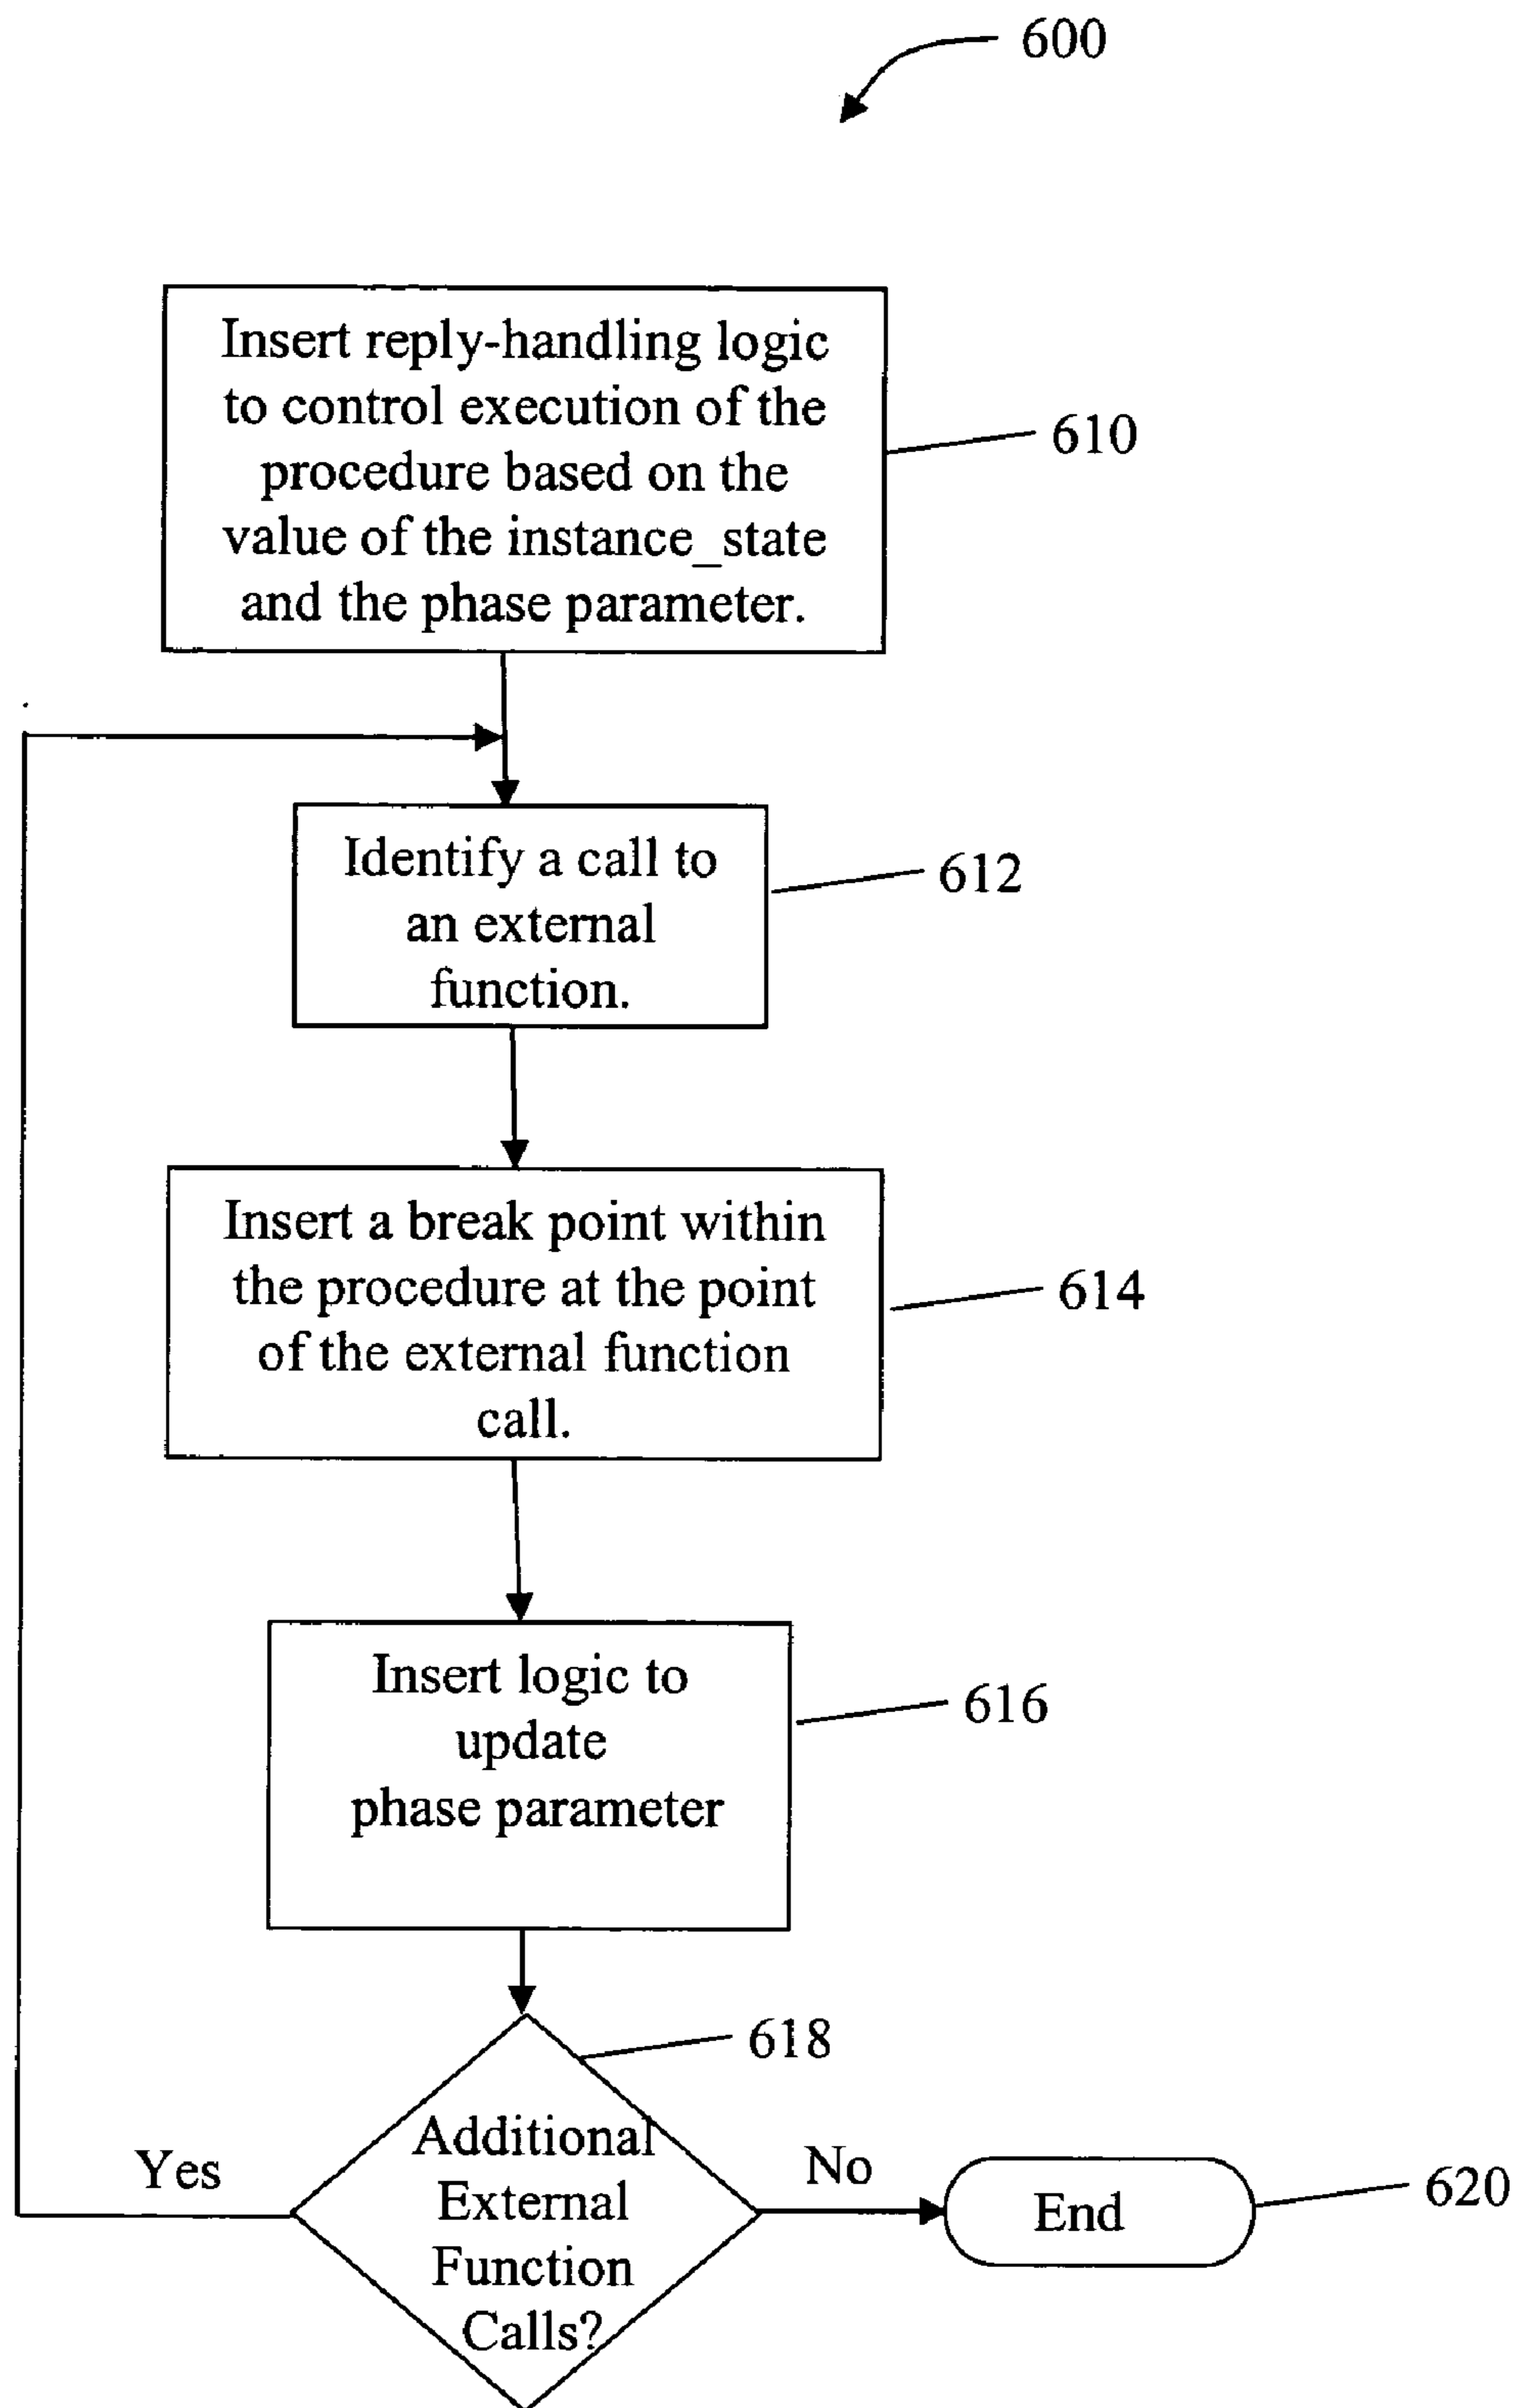 600
Insert reply-handling logic
to control execution of the
procedure based on the
value of the instance_state
and the phase parameter.
610
Identify a call to
an external
function.
612
Insert a break point within
the procedure at the point
of the external function
call.
614
Insert logic to
update
phase parameter
616
618
Additional
External
Function
Calls?
Yes
No
End
620